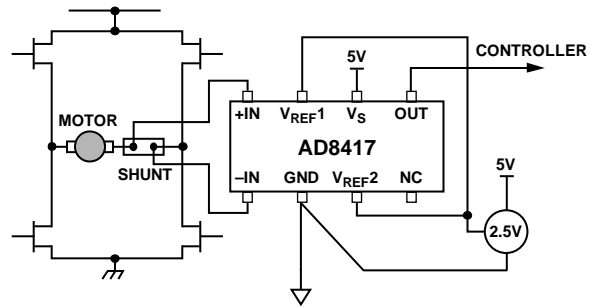 5V
CONTROLLER
MOTOR
SHUNT
+IN VREF1 VS OUT
AD8417
–IN GND VREF2 NC
5V
2.5V